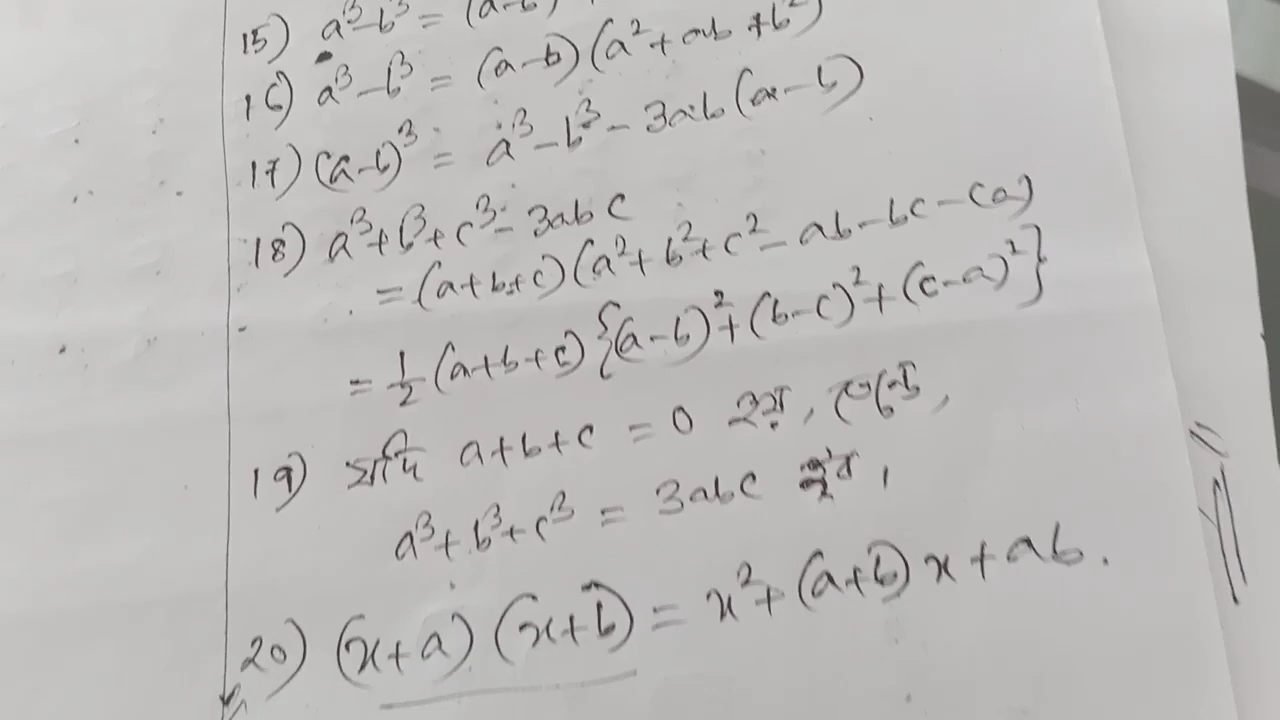 15) a³-b³ = (a-b)
16) a³-b³ = (a-b)(a²+ab+b²)
17) (a-b)³ = a³-b³-3ab(a-b)
18) a³+b³+c³-3abc
= (a+b+c)(a²+b²+c²-ab-bc-ca)
= 1/2 (a+b+c){(a-b)²+(b-c)²+(c-a)²}
19) যদি a+b+c = 0 হয়, তবে,
a³+b³+c³ = 3abc হব।
20) (x+a)(x+b) = x²+(a+b)x+ab.